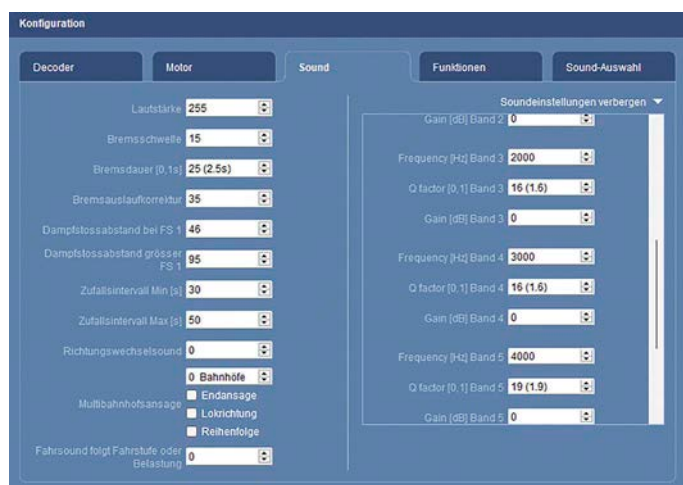 Konfiguration
Decoder
Motor
Sound
Funktionen
Sound-Auswahl
Lautstärke 255
Bremsschwelle 15
Bremsdauer [0,1s] 25 (2.5s)
Bremsauslaufkorrektur 35
Dampfstossabstand bei FS 1 46
Dampfstossabstand grösser
FS 1 95
Zufallsintervall Min [s] 30
Zufallsintervall Max [s] 50
Richtungswechselsound 0
0 Bahnhöfe
Multibahnhofsansage
Endansage
Lokrichtung
Reihenfolge
Fahrsound folgt Fahrstufe oder
Belastung 0
Soundeinstellungen verbergen
Gain [dB] Band 2 0
Frequency [Hz] Band 3 2000
Q factor [0,1] Band 3 16 (1.6)
Gain [dB] Band 3 0
Frequency [Hz] Band 4 3000
Q factor [0,1] Band 4 16 (1.6)
Gain [dB] Band 4 0
Frequency [Hz] Band 5 4000
Q factor [0,1] Band 5 19 (1.9)
Gain [dB] Band 5 0